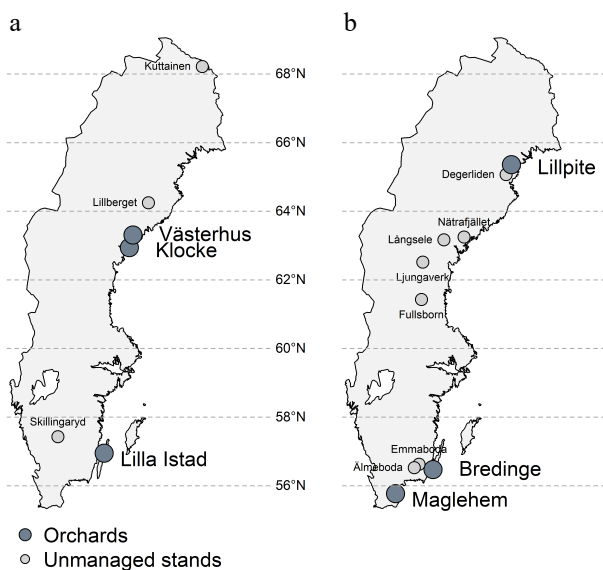 a
b
Kuttainen
68°N
66°N
Lillpite
Degerliden
64°N
Lillberget
Västerhus
Klocke
Nätrafjället
Långsele
Ljungaverk
62°N
Fullsborn
60°N
58°N
Skillingaryd
Lilla Istad
Emmaboda
Älmeboda
Bredinge
56°N
Maglehem
Orchards
Unmanaged stands